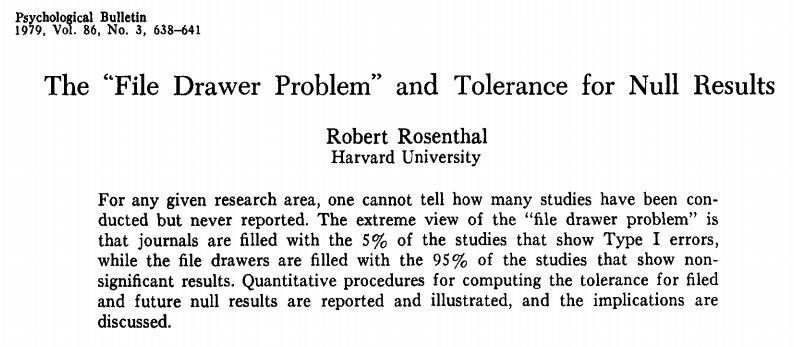 Psychological Bulletin
1979, Vol. 86, No. 3, 638–641
The “File Drawer Problem” and Tolerance for Null Results
Robert Rosenthal
Harvard University
For any given research area, one cannot tell how many studies have been con-
ducted but never reported. The extreme view of the “file drawer problem” is
that journals are filled with the 5% of the studies that show Type I errors,
while the file drawers are filled with the 95% of the studies that show non-
significant results. Quantitative procedures for computing the tolerance for filed
and future null results are reported and illustrated, and the implications are
discussed.